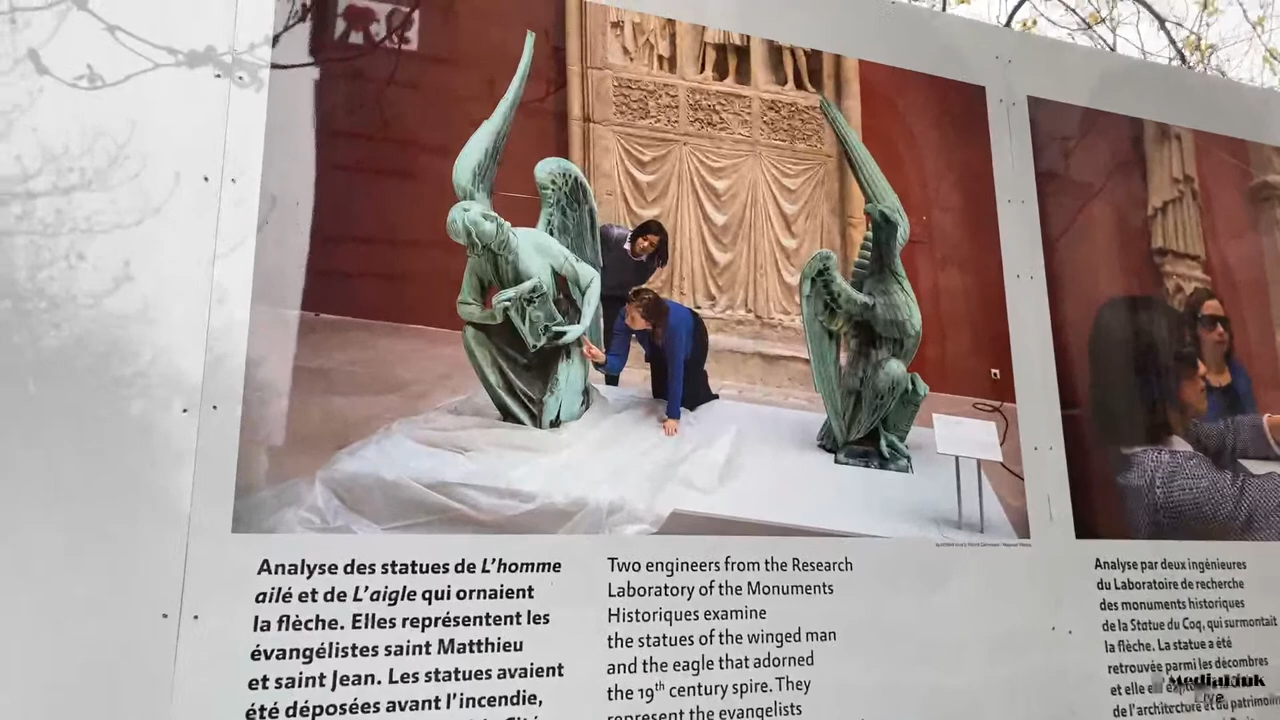 Analyse des statues de L'homme
ailé et de L'aigle qui ornaient
la flèche. Elles représentent les
évangélistes saint Matthieu
et saint Jean. Les statues avaient
été déposées avant l'incendie,
Two engineers from the Research
Laboratory of the Monuments
Historiques examine
the statues of the winged man
and the eagle that adorned
the 19th century spire. They
represent the evangelists
Analyse par deux ingénieures
du Laboratoire de recherche
des monuments historiques
de la Statue du Coq, qui surmontait
la flèche. La statue a été
retrouvée parmi les décombres
et elle
de l'architecture et du patrimoin
Live